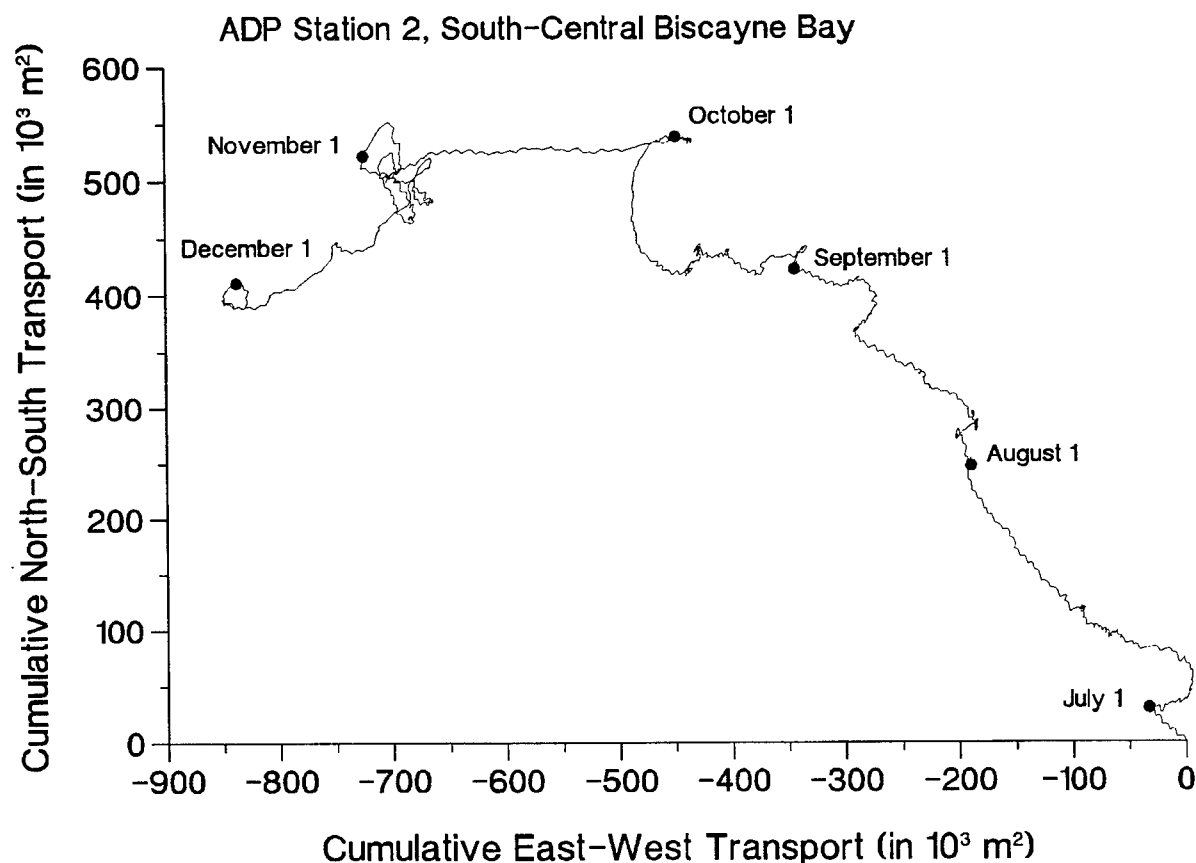 ADP Station 2, South-Central Biscayne Bay
Cumulative North-South Transport (in 10³ m²)
600
500
400
300
200
100
0
October 1
November 1
September 1
December 1
August 1
July 1
-900 -800 -700 -600 -500 -400 -300 -200 -100 0
Cumulative East-West Transport (in 10³ m²)